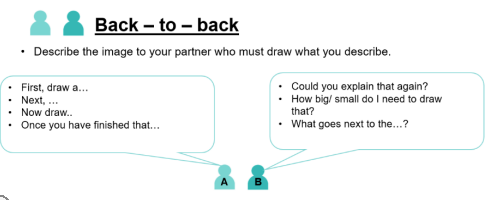 Back – to – back
• Describe the image to your partner who must draw what you describe.
• First, draw a…
• Next, …
• Now draw..
• Once you have finished that…
• Could you explain that again?
• How big/ small do I need to draw
that?
• What goes next to the…?
A
B